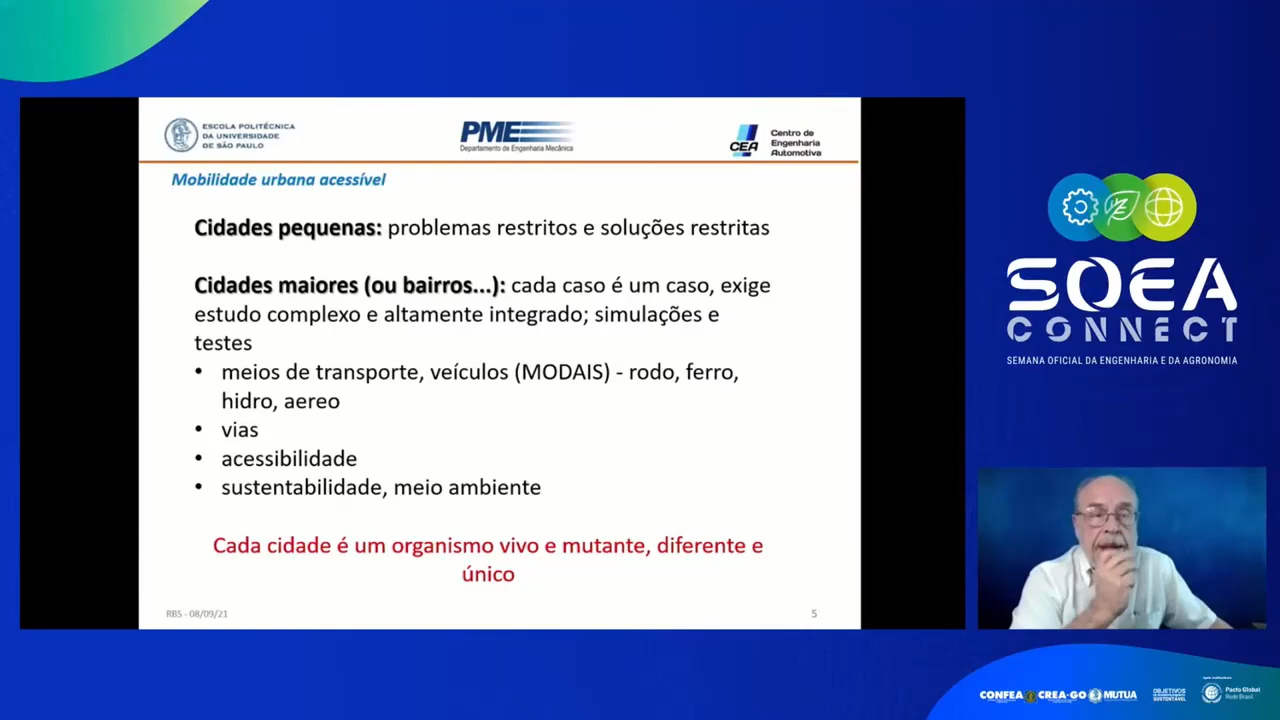 ESCOLA POLITÉCNICA
DA UNIVERSIDADE
DE SÃO PAULO
PME
Departamento de Engenharia Mecânica
CEA
Centro de
Engenharia
Automotiva
Mobilidade urbana acessível
Cidades pequenas: problemas restritos e soluções restritas
Cidades maiores (ou bairros...): cada caso é um caso, exige
estudo complexo e altamente integrado; simulações e
testes
• meios de transporte, veículos (MODAIS) - rodo, ferro,
hidro, aereo
• vias
• acessibilidade
• sustentabilidade, meio ambiente
Cada cidade é um organismo vivo e mutante, diferente e
único
RBS - 08/09/21
5
SOEA
CONNECT
SEMANA OFICIAL DA ENGENHARIA E DA AGRONOMIA
CONFEA
CREA-GO
MUTUA
OBJETIVOS
SUSTENTÁVEL
Pacto Global
Rede Brasil